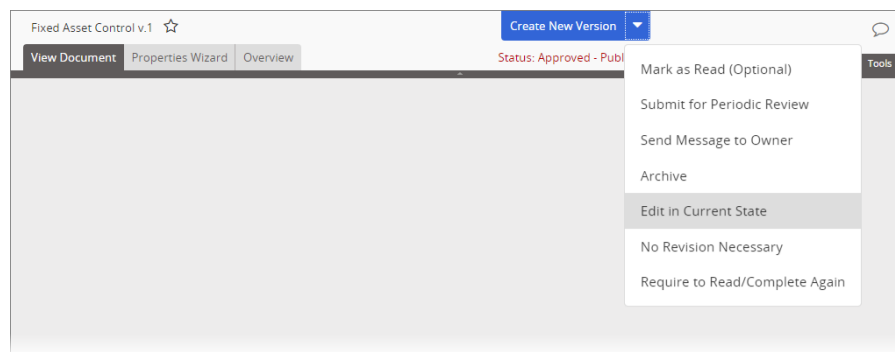 Fixed Asset Control v.1
Create New Version
View Document
Properties Wizard
Overview
Status: Approved - Publ
Tools
Mark as Read (Optional)
Submit for Periodic Review
Send Message to Owner
Archive
Edit in Current State
No Revision Necessary
Require to Read/Complete Again